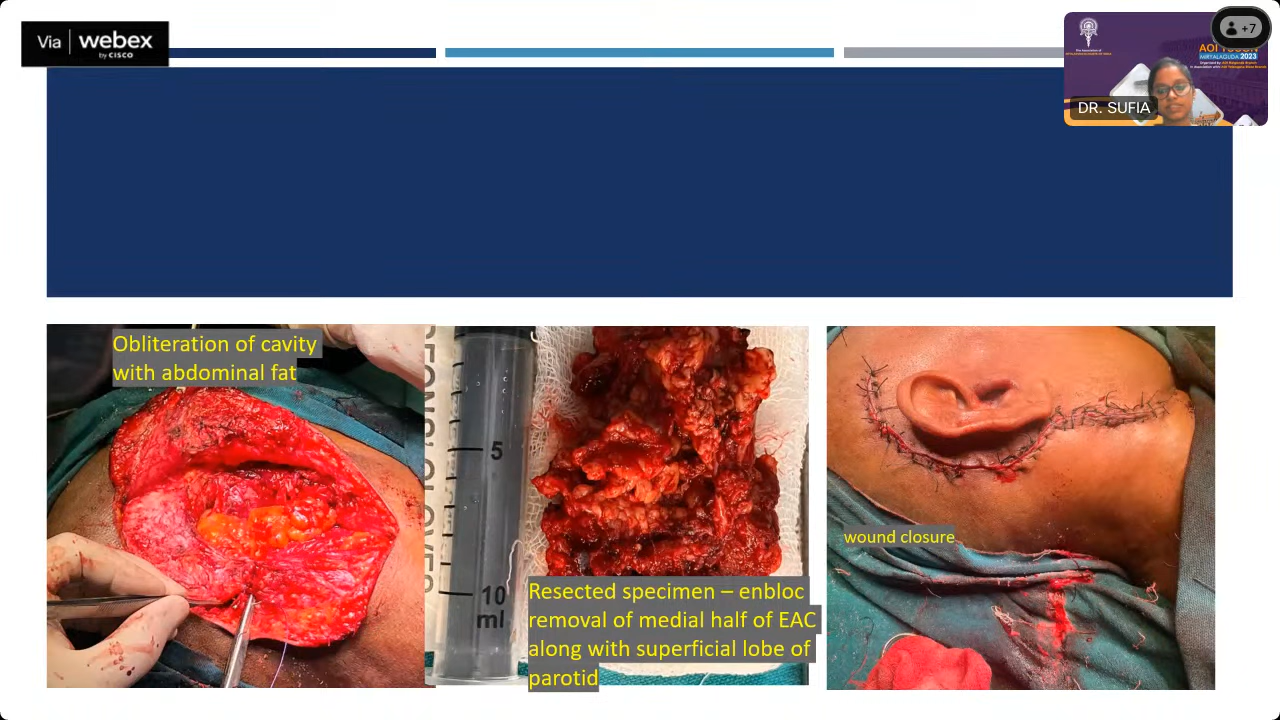 Via webex
by CISCO
+7
AOI
2023
DR. SUFIA
Obliteration of cavity
with abdominal fat
5
10
ml
Resected specimen – enbloc
removal of medial half of EAC
along with superficial lobe of
parotid
wound closure